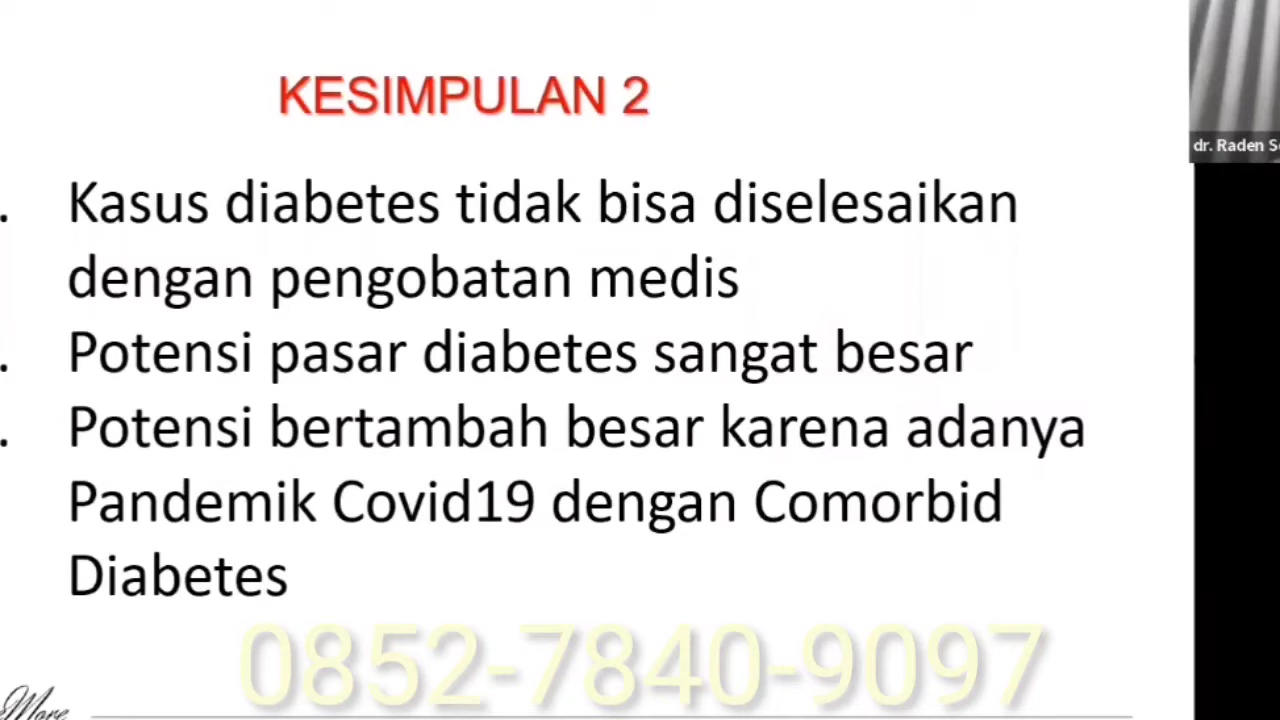 KESIMPULAN 2
dr. Raden
. Kasus diabetes tidak bisa diselesaikan
dengan pengobatan medis
. Potensi pasar diabetes sangat besar
. Potensi bertambah besar karena adanya
Pandemik Covid19 dengan Comorbid
Diabetes
0852-7840-9097
More